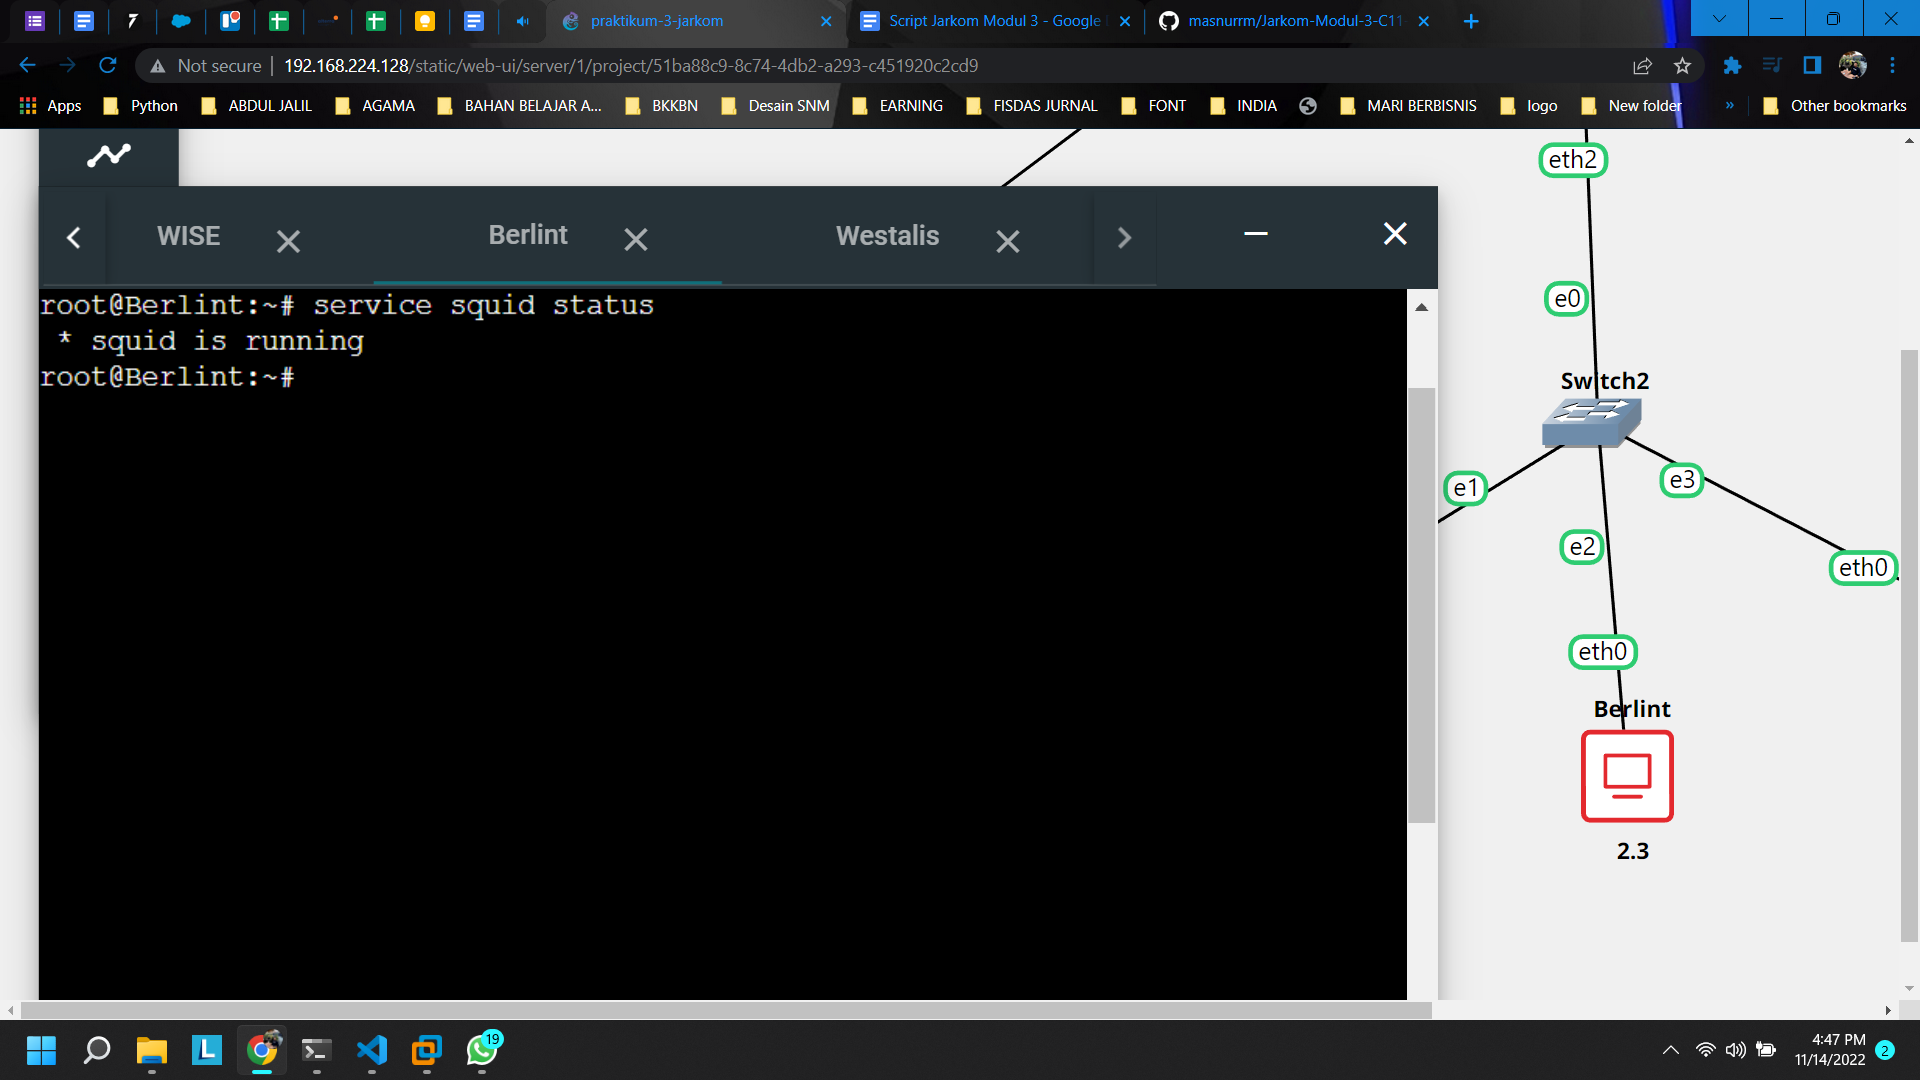 praktikum-3-jarkom
Script Jarkom Modul 3 - Google
masnurrm/Jarkom-Modul-3-C11
Not secure
192.168.224.128/static/web-ui/server/1/project/51ba88c9-8c74-4db2-a293-c451920c2cd9
Apps
Python
ABDUL JALIL
AGAMA
BAHAN BELAJAR A...
BKKBN
Desain SNM
EARNING
FISDAS JURNAL
FONT
INDIA
MARI BERBISNIS
logo
New folder
»
Other bookmarks
WISE
Berlint
Westalis
root@Berlint:~# service squid status
* squid is running
root@Berlint:~#
eth2
e0
Switch2
e1
e3
e2
eth0
eth0
Berlint
2.3
L
19
4:47 PM
11/14/2022
2